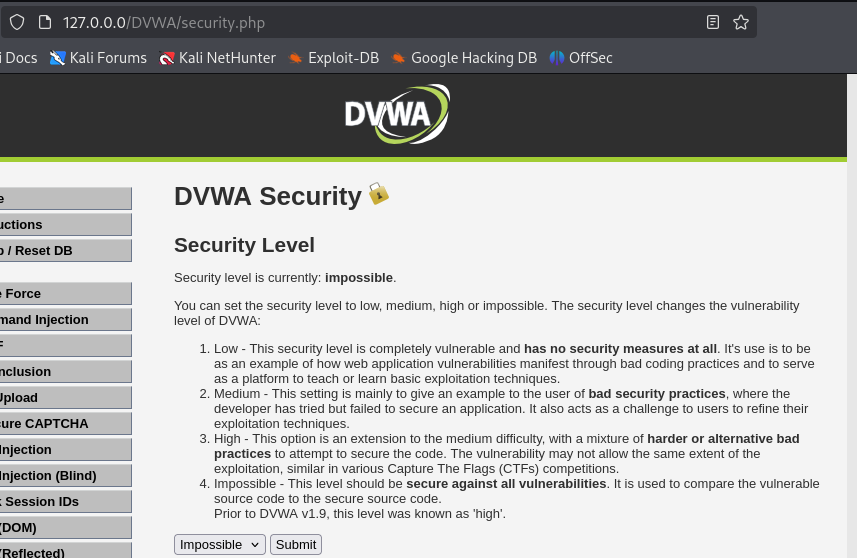 127.0.0.0/DVWA/security.php
Docs Kali Forums Kali NetHunter Exploit-DB Google Hacking DB OffSec
DVWA
DVWA Security
Security Level
Security level is currently: impossible.
You can set the security level to low, medium, high or impossible. The security level changes the vulnerability
level of DVWA:
1. Low - This security level is completely vulnerable and has no security measures at all. It's use is to be
as an example of how web application vulnerabilities manifest through bad coding practices and to serve
as a platform to teach or learn basic exploitation techniques.
2. Medium - This setting is mainly to give an example to the user of bad security practices, where the
developer has tried but failed to secure an application. It also acts as a challenge to users to refine their
exploitation techniques.
3. High - This option is an extension to the medium difficulty, with a mixture of harder or alternative bad
practices to attempt to secure the code. The vulnerability may not allow the same extent of the
exploitation, similar in various Capture The Flags (CTFs) competitions.
4. Impossible - This level should be secure against all vulnerabilities. It is used to compare the vulnerable
source code to the secure source code.
Prior to DVWA v1.9, this level was known as 'high'.
Impossible Submit
e
uctions
p / Reset DB
e Force
mand Injection
F
nclusion
Upload
cure CAPTCHA
Injection
Injection (Blind)
k Session IDs
(DOM)
(Reflected)